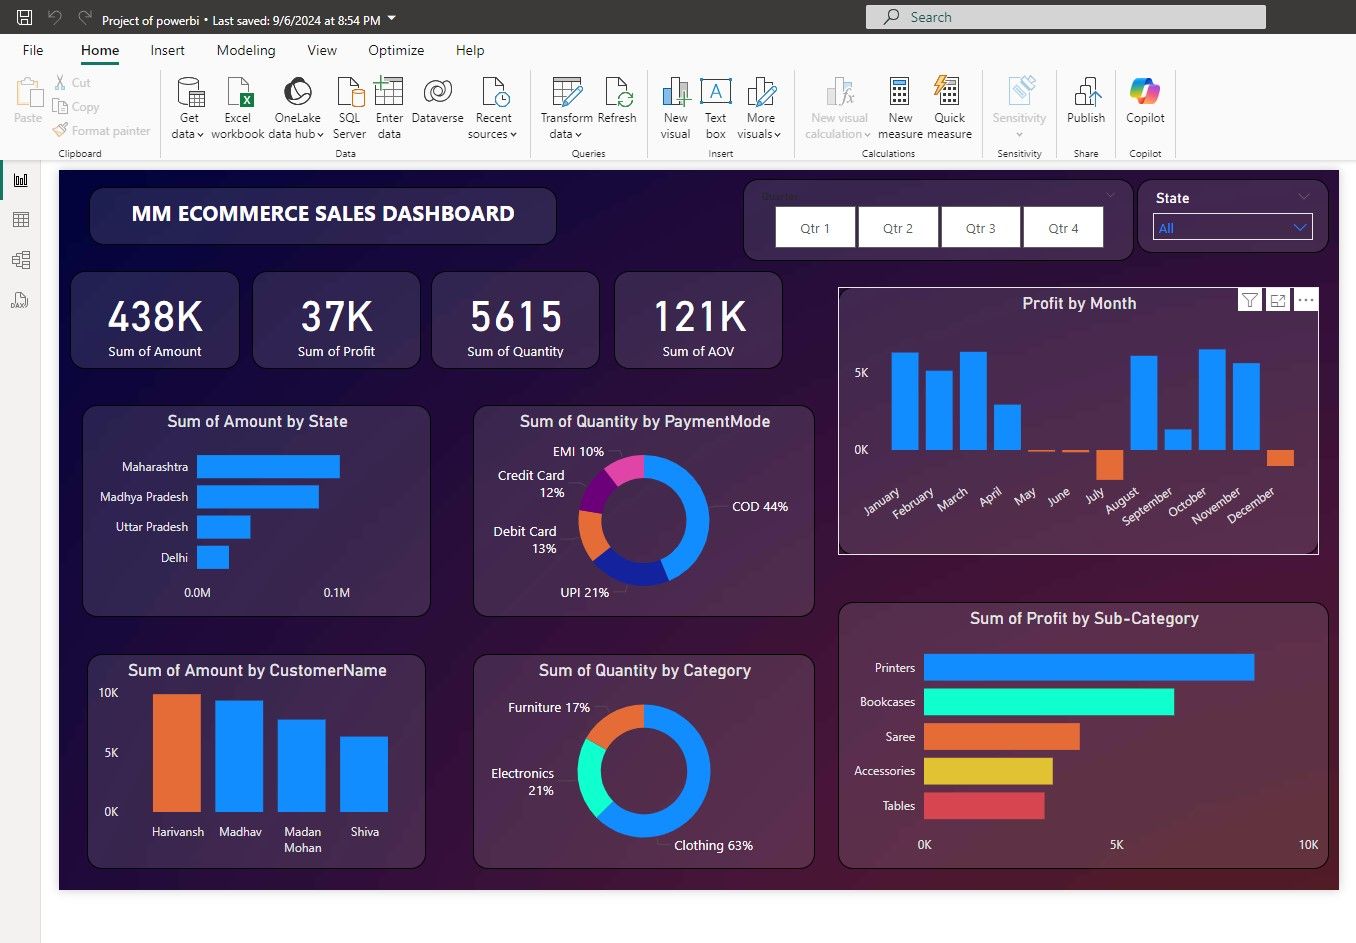 Project of powerbi • Last saved: 9/6/2024 at 8:54 PM
Search
File Home Insert Modeling View Optimize Help
Paste
Cut
Copy
Format painter
Clipboard
Get data
Excel workbook
OneLake data hub
SQL Server
Enter data
Dataverse
Recent sources
Data
Transform data
Refresh
Queries
New visual
Text box
More visuals
Insert
New visual calculation
New measure
Quick measure
Calculations
Sensitivity
Sensitivity
Publish
Share
Copilot
Copilot
DAX
MM ECOMMERCE SALES DASHBOARD
Quarter
Qtr 1 Qtr 2 Qtr 3 Qtr 4
State
All
438K
Sum of Amount
37K
Sum of Profit
5615
Sum of Quantity
121K
Sum of AOV
Profit by Month
5K
0K
January February March April May June July August September October November December
Sum of Amount by State
Maharashtra
Madhya Pradesh
Uttar Pradesh
Delhi
0.0M 0.1M
Sum of Quantity by PaymentMode
EMI 10%
Credit Card
12%
COD 44%
Debit Card
13%
UPI 21%
Sum of Amount by CustomerName
10K
5K
0K
Harivansh Madhav Madan Mohan Shiva
Sum of Quantity by Category
Furniture 17%
Electronics
21%
Clothing 63%
Sum of Profit by Sub-Category
Printers
Bookcases
Saree
Accessories
Tables
0K 5K 10K